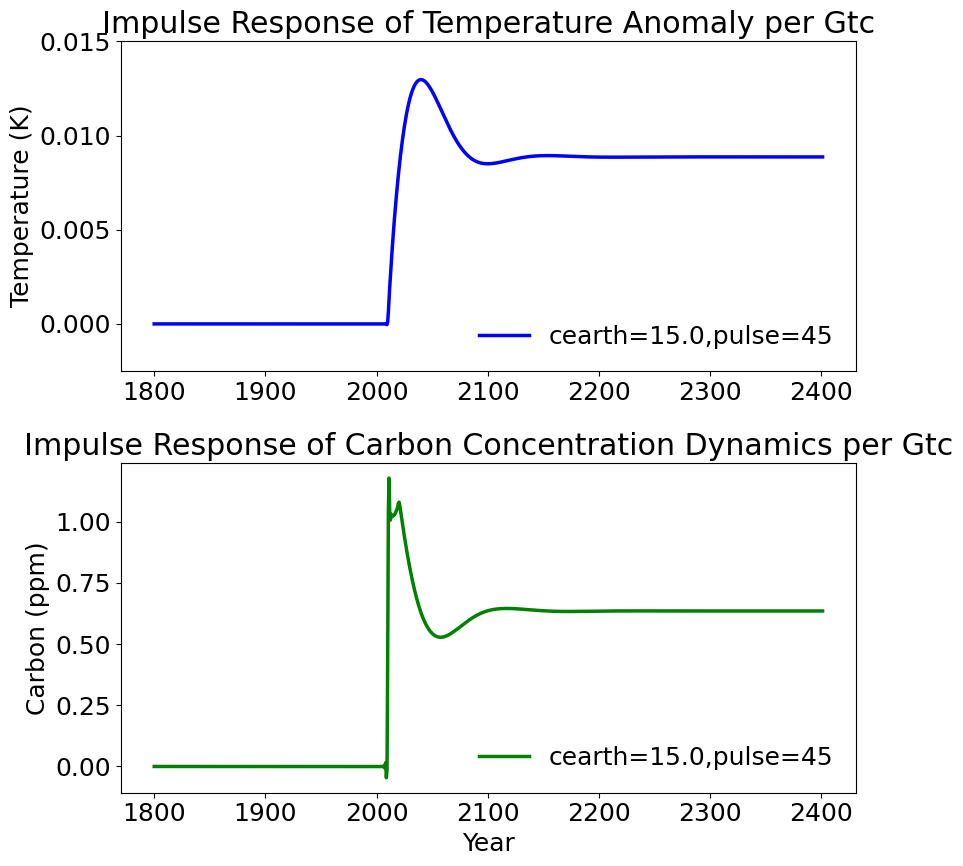 Impulse Response of Temperature Anomaly per Gtc
0.015
0.010
0.005
0.000
Temperature (K)
cearth=15.0,pulse=45
1800 1900 2000 2100 2200 2300 2400
Impulse Response of Carbon Concentration Dynamics per Gtc
1.00
0.75
0.50
0.25
0.00
Carbon (ppm)
cearth=15.0,pulse=45
1800 1900 2000 2100 2200 2300 2400
Year